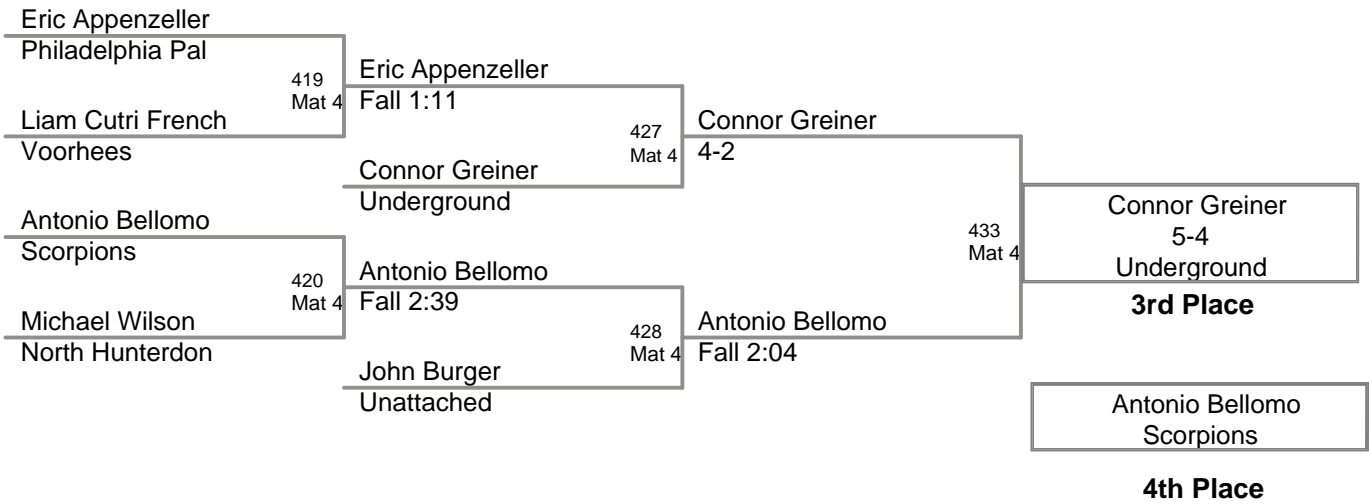 Eric Appenzeller
Philadelphia Pal
419
Mat 4
Liam Cutri French
Voorhees
Antonio Bellomo
Scorpions
420
Mat 4
Michael Wilson
North Hunterdon
Eric Appenzeller
Fall 1:11
427
Mat 4
Connor Greiner
Underground
Antonio Bellomo
Fall 2:39
428
Mat 4
John Burger
Unattached
Connor Greiner
4-2
433
Mat 4
Antonio Bellomo
Fall 2:04
Connor Greiner
5-4
Underground
3rd Place
Antonio Bellomo
Scorpions
4th Place